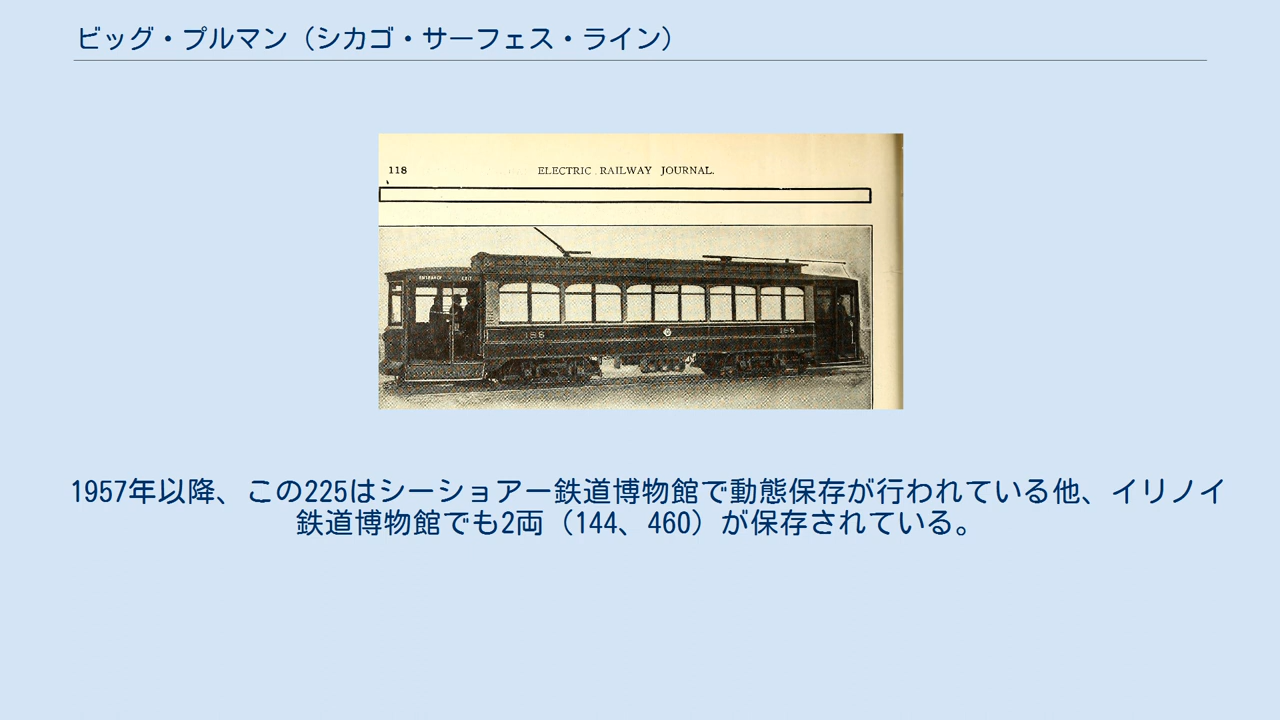 ビッグ・プルマン（シカゴ・サーフェス・ライン）
118 ELECTRIC RAILWAY JOURNAL.
ENTRANCE EXIT
188 188
1957年以降、この225はシーショアー鉄道博物館で動態保存が行われている他、イリノイ
鉄道博物館でも2両（144、460）が保存されている。